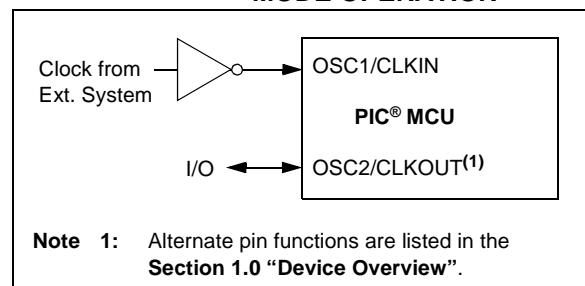 MODE OPERATION
Clock from
Ext. System
OSC1/CLKIN
PIC® MCU
I/O
OSC2/CLKOUT(1)
Note 1: Alternate pin functions are listed in the
Section 1.0 “Device Overview”.